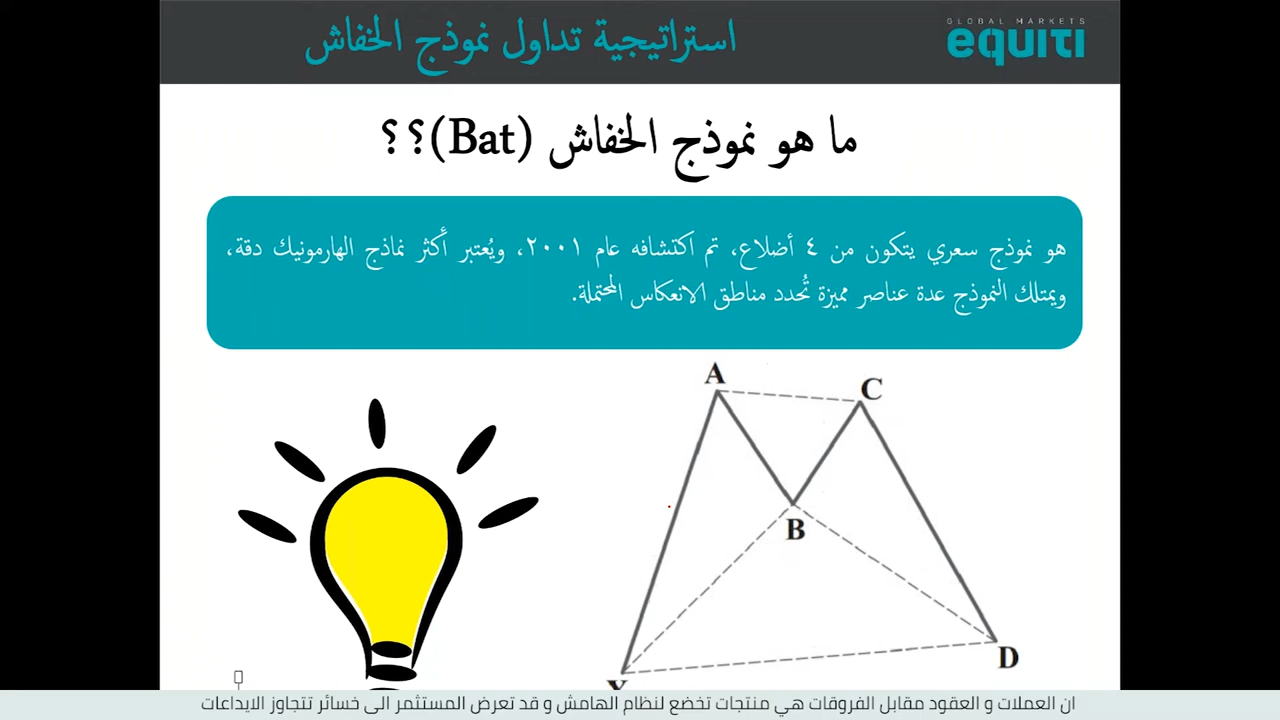 استراتيجية تداول نموذج الخفاش
GLOBAL MARKETS
equiti
ما هو نموذج الخفاش (Bat)؟؟
هو نموذج سعري يتكون من ٤ أضلاع، تم اكتشافه عام ٢٠٠١، ويُعتبر أكثر نماذج الهارمونيك دقة،
ويمتلك النموذج عدة عناصر مميزة تُحدد مناطق الانعكاس المحتملة.
A
C
B
D
X
ان العملات و العقود مقابل الفروقات هي منتجات تخضع لنظام الهامش و قد تعرض المستثمر الى خسائر تتجاوز الايداعات